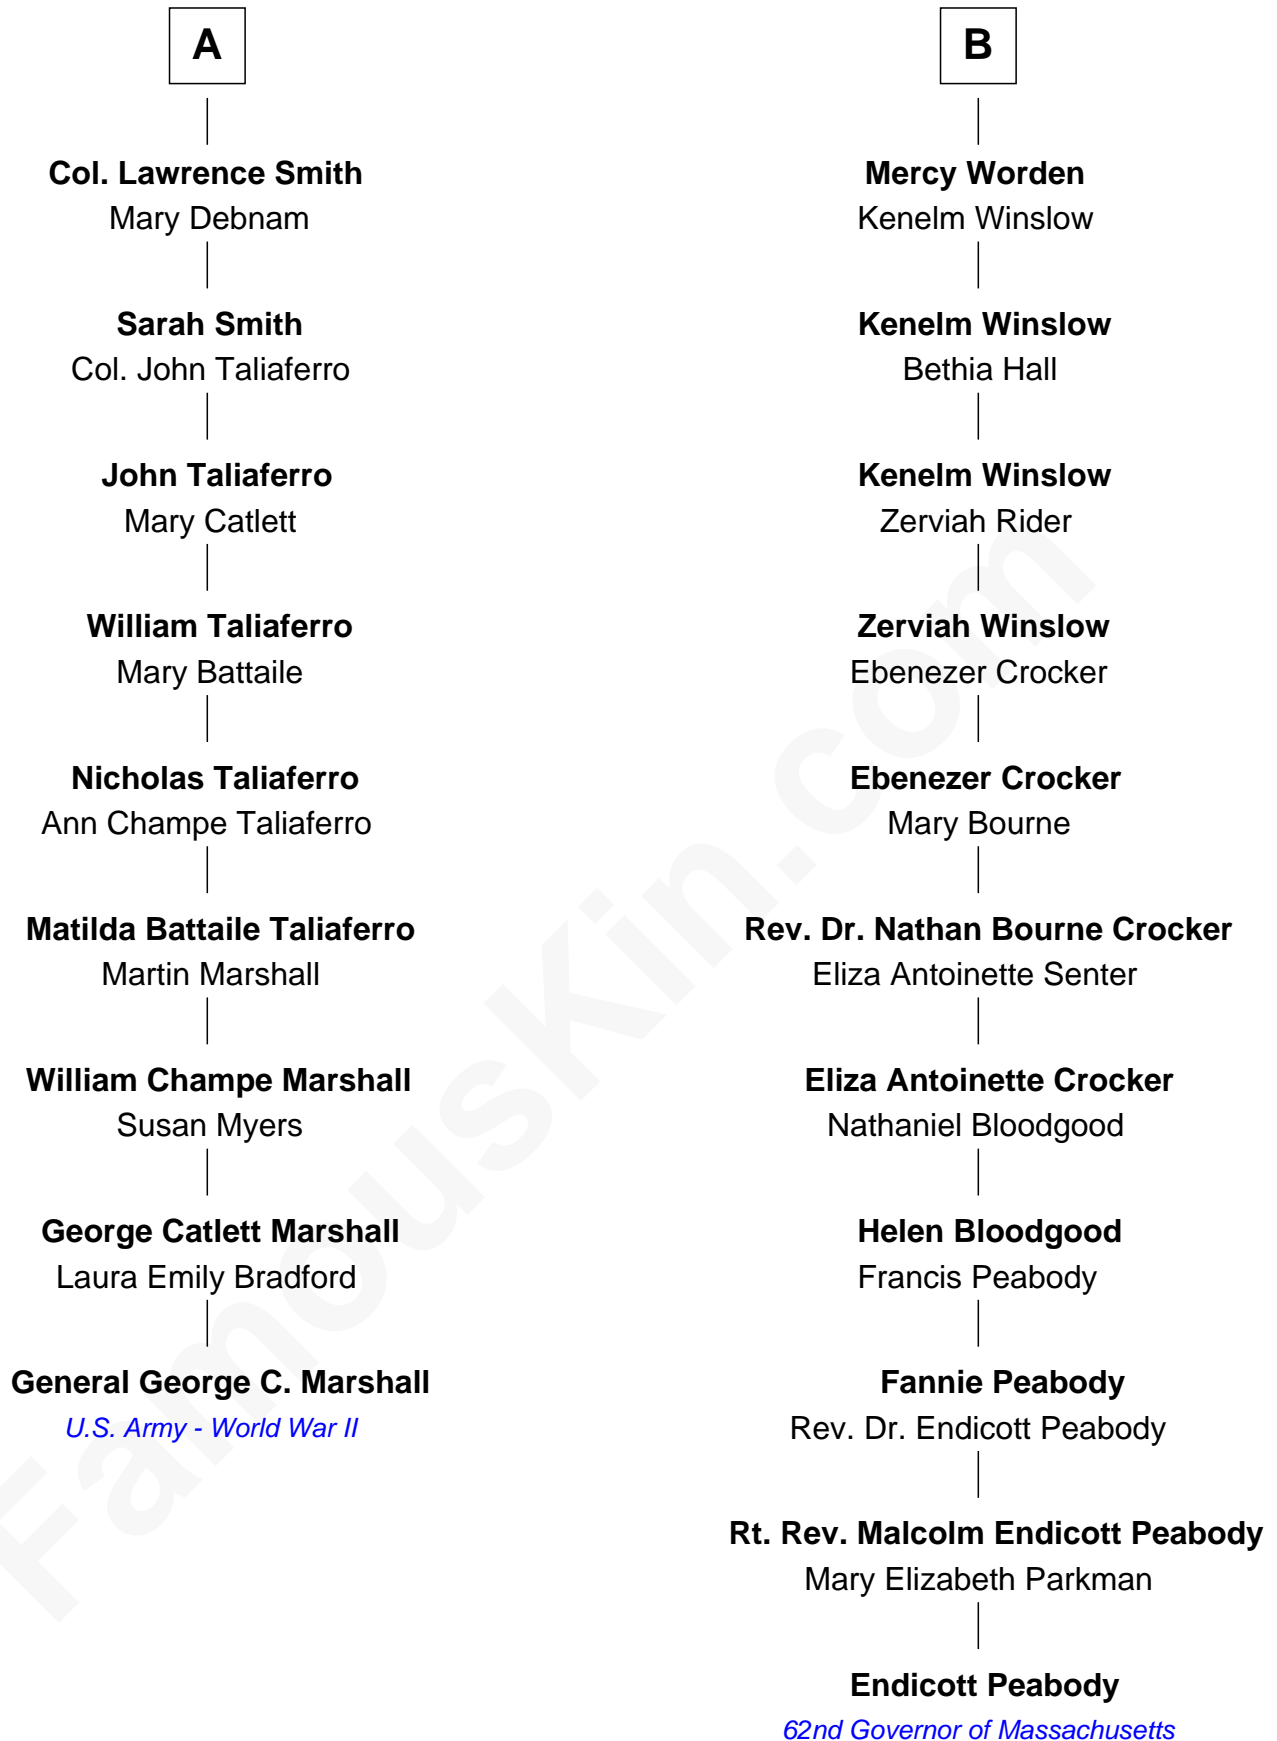 A
Col. Lawrence Smith
Mary Debnam
Sarah Smith
Col. John Taliaferro
John Taliaferro
Mary Catlett
William Taliaferro
Mary Battaile
Nicholas Taliaferro
Ann Champe Taliaferro
Matilda Battaile Taliaferro
Martin Marshall
William Champe Marshall
Susan Myers
George Catlett Marshall
Laura Emily Bradford
General George C. Marshall
U.S. Army - World War II
B
Mercy Worden
Kenelm Winslow
Kenelm Winslow
Bethia Hall
Kenelm Winslow
Zerviah Rider
Zerviah Winslow
Ebenezer Crocker
Ebenezer Crocker
Mary Bourne
Rev. Dr. Nathan Bourne Crocker
Eliza Antoinette Senter
Eliza Antoinette Crocker
Nathaniel Bloodgood
Helen Bloodgood
Francis Peabody
Fannie Peabody
Rev. Dr. Endicott Peabody
Rt. Rev. Malcolm Endicott Peabody
Mary Elizabeth Parkman
Endicott Peabody
62nd Governor of Massachusetts
FamousKin.com